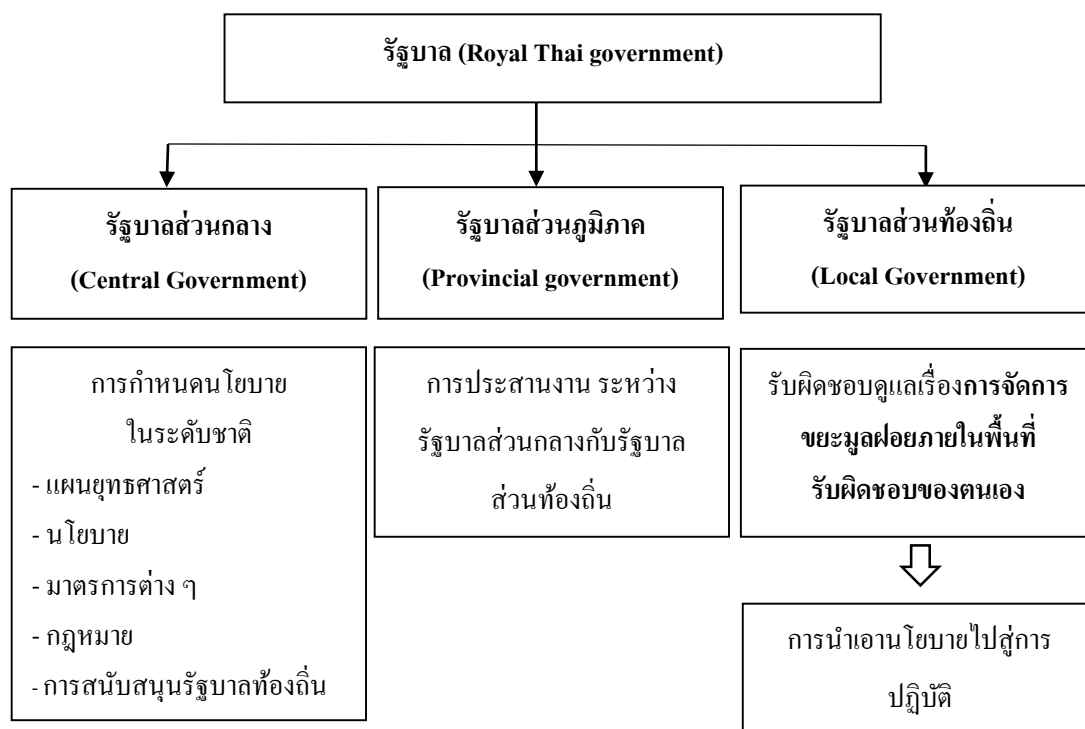 รัฐบาล (Royal Thai government)
รัฐบาลส่วนกลาง
(Central Government)
รัฐบาลส่วนภูมิภาค
(Provincial government)
รัฐบาลส่วนท้องถิ่น
(Local Government)
การกำหนดนโยบาย
ในระดับชาติ
- แผนยุทธศาสตร์
- นโยบาย
- มาตรการต่าง ๆ
- กฎหมาย
- การสนับสนุนรัฐบาลท้องถิ่น
การประสานงาน ระหว่าง
รัฐบาลส่วนกลางกับรัฐบาล
ส่วนท้องถิ่น
รับผิดชอบดูแลเรื่องการจัดการ
ขยะมูลฝอยภายในพื้นที่
รับผิดชอบของตนเอง
การนำเอานโยบายไปสู่การ
ปฏิบัติ